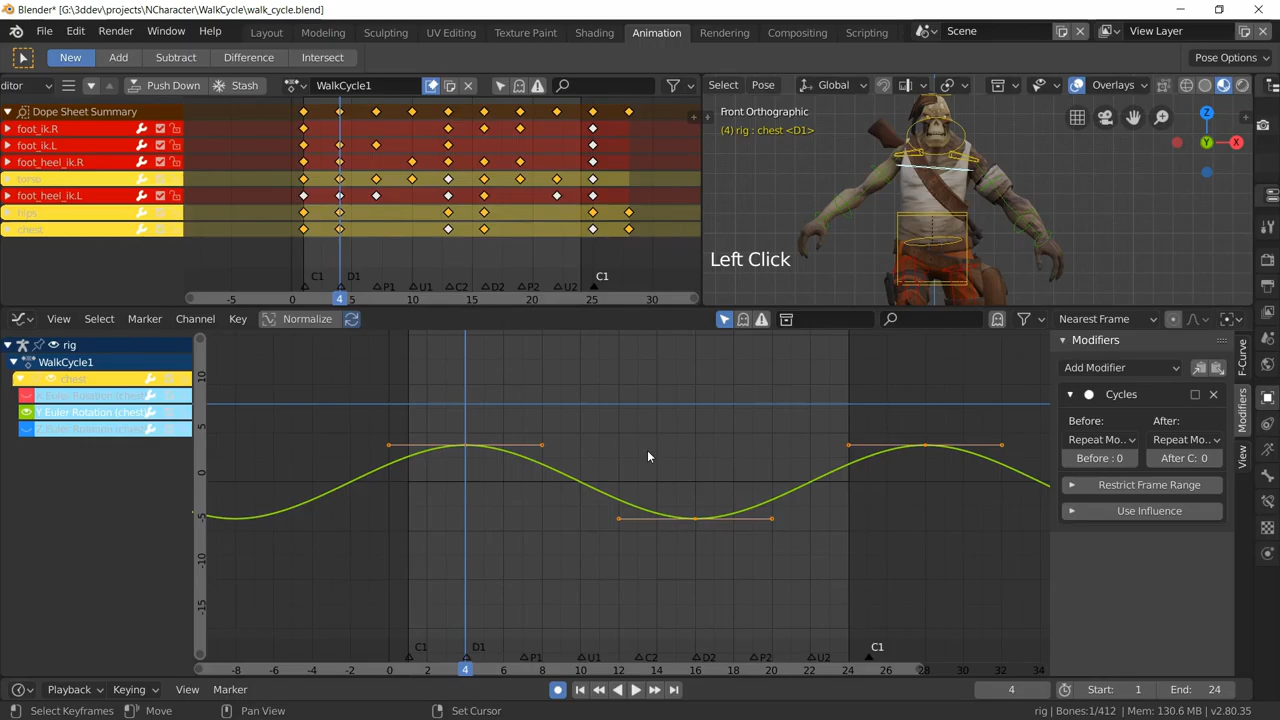 Blender* [G:\3ddev\projects\NCharacter\WalkCycle\walk_cycle.blend]
File Edit Render Window Help Layout Modeling Sculpting UV Editing Texture Paint Shading Animation Rendering Compositing Scripting Scene View Layer
New Add Subtract Difference Intersect Pose Options
ditor Push Down Stash WalkCycle1 Select Pose Global Overlays
Dope Sheet Summary
foot_ik.R
foot_ik.L
foot_heel_ik.R
torso
foot_heel_ik.L
hips
chest
C1 D1 P1 U1 C2 D2 P2 U2 C1
-5 0 4 5 10 15 20 25 30
Front Orthographic
(4) rig : chest <D1>
Z
Y X
Left Click
View Select Marker Channel Key Normalize Nearest Frame
rig
WalkCycle1
chest
X Euler Rotation (chest
Y Euler Rotation (chest)
Z Euler Rotation (chest
10
5
0
-5
-10
-15
C1 D1 P1 U1 C2 D2 P2 U2 C1
-8 -6 -4 -2 0 2 4 6 8 10 12 14 16 18 20 22 24 26 28 30 32 34
Modifiers
Add Modifier
Cycles
Before: After:
Repeat Mo.. Repeat Mo..
Before : 0 After C: 0
Restrict Frame Range
Use Influence
F-Curve
Modifiers
View
Playback Keying View Marker 4 Start: 1 End: 24
Select Keyframes Move Pan View Set Cursor rig | Bones:1/412 | Mem: 130.6 MB | v2.80.35